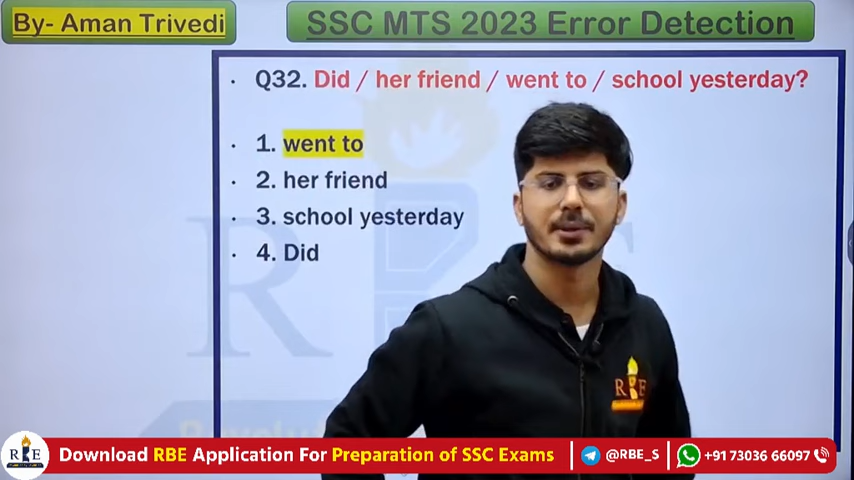 By- Aman Trivedi
SSC MTS 2023 Error Detection
• Q32. Did / her friend / went to / school yesterday?
• 1. went to
• 2. her friend
• 3. school yesterday
• 4. Did
RBE
RBE
Download RBE Application For Preparation of SSC Exams
@RBE_S
+91 73036 66097